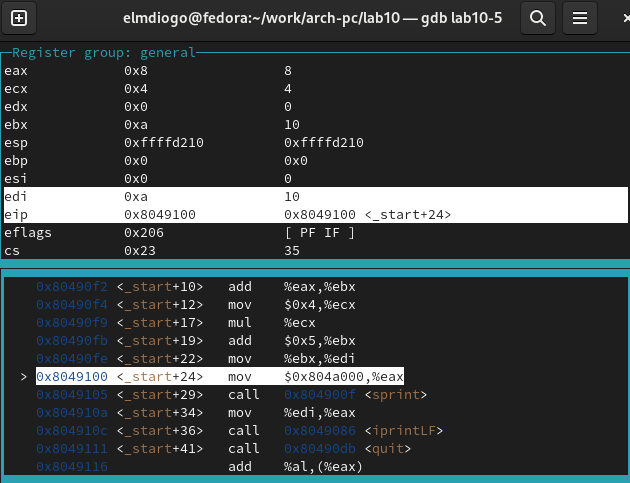 elmdiogo@fedora:~/work/arch-pc/lab10 — gdb lab10-5
Register group: general
eax 0x8 8
ecx 0x4 4
edx 0x0 0
ebx 0xa 10
esp 0xffffd210 0xffffd210
ebp 0x0 0x0
esi 0x0 0
edi 0xa 10
eip 0x8049100 0x8049100 <_start+24>
eflags 0x206 [ PF IF ]
cs 0x23 35
0x80490f2 <_start+10> add %eax,%ebx
0x80490f4 <_start+12> mov $0x4,%ecx
0x80490f9 <_start+17> mul %ecx
0x80490fb <_start+19> add $0x5,%ebx
0x80490fe <_start+22> mov %ebx,%edi
> 0x8049100 <_start+24> mov $0x804a000,%eax
0x8049105 <_start+29> call 0x804900f <sprint>
0x804910a <_start+34> mov %edi,%eax
0x804910c <_start+36> call 0x8049086 <iprintLF>
0x8049111 <_start+41> call 0x80490db <quit>
0x8049116 add %al,(%eax)